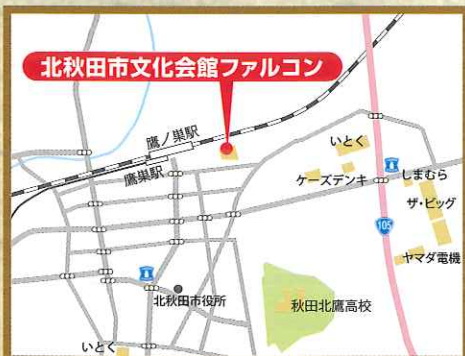 北秋田市文化会館ファルコン
鷹ノ巣駅
鷹巣駅
いとく
ケーズデンキ
しまむら
ザ・ビッグ
105
ヤマダ電機
北秋田市役所
秋田北鷹高校
いとく